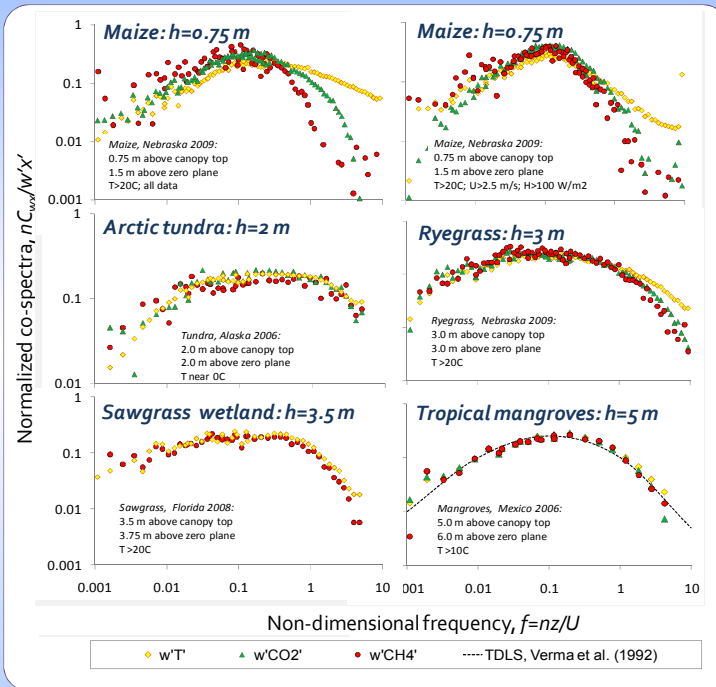 Normalized co-spectra, nCwx/w'x'
Maize: h=0.75 m
1
0.1
0.01
0.001
Maize, Nebraska 2009:
0.75 m above canopy top
1.5 m above zero plane
T>20C; all data
Maize: h=0.75 m
1
0.1
0.01
0.001
Maize, Nebraska 2009:
0.75 m above canopy top
1.5 m above zero plane
T>20C; U>2.5 m/s; H>100 W/m2
Arctic tundra: h=2 m
1
0.1
0.01
Tundra, Alaska 2006:
2.0 m above canopy top
2.0 m above zero plane
T near 0C
Ryegrass: h=3 m
Ryegrass, Nebraska 2009:
3.0 m above canopy top
3.0 m above zero plane
T >20C
Sawgrass wetland: h=3.5 m
1
0.1
0.01
0.001
Sawgrass, Florida 2008:
3.5 m above canopy top
3.75 m above zero plane
T >20C
0.001 0.01 0.1 1 10
Tropical mangroves: h=5 m
Mangroves, Mexico 2006:
5.0 m above canopy top
6.0 m above zero plane
T >10C
0.001 0.01 0.1 1 10
Non-dimensional frequency, f=nz/U
w'T' w'CO2' w'CH4' TDLS, Verma et al. (1992)